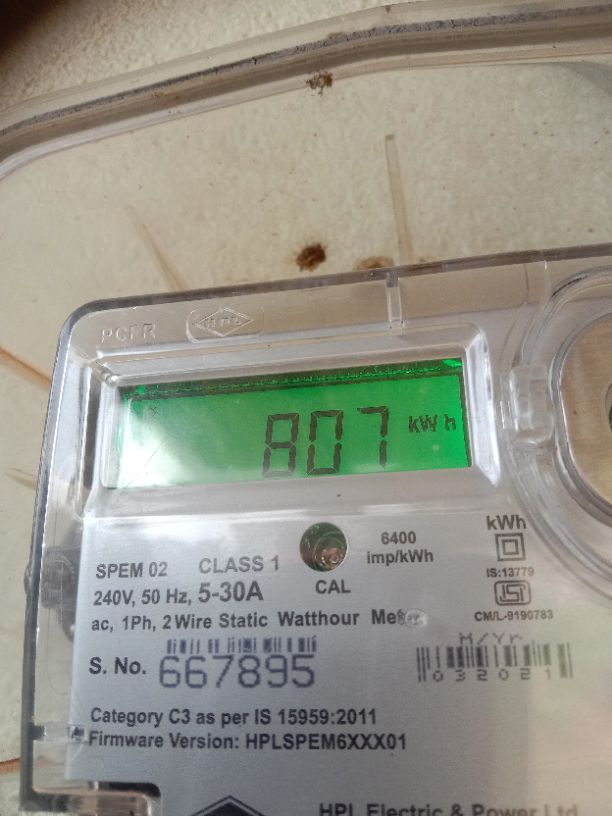 PCFR
HPL
807 kWh
SPEM 02 CLASS 1
6400
imp/kWh
kWh
IS:13779
240V, 50 Hz, 5-30A
CAL
ISI
CM/L-9190783
ac, 1Ph, 2 Wire Static Watthour Meter
S. No. 667895
M/Yr
032021
Category C3 as per IS 15959:2011
Firmware Version: HPLSPEM6XXX01
HPL Electric & Power Ltd